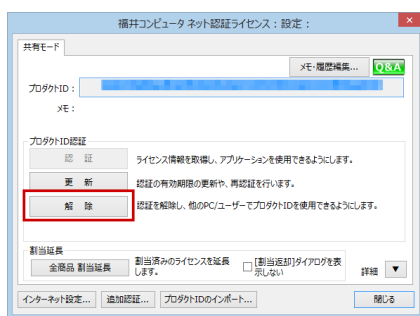 福井コンピュータ ネット認証ライセンス：設定：
共有モード
メモ・履歴編集... Q&A
プロダクトID：
メモ：
プロダクトID認証
認 証 ライセンス情報を取得し、アプリケーションを使用できるようにします。
更 新 認証の有効期限の更新や、再認証を行います。
解 除 認証を解除し、他のPC/ユーザーでプロダクトIDを使用できるようにします。
割当延長
全商品 割当延長 割当済みのライセンスを延長します。 [割当返却]ダイアログを表示しない 詳細 ▼
インターネット設定... 追加認証... プロダクトIDのインポート... 閉じる